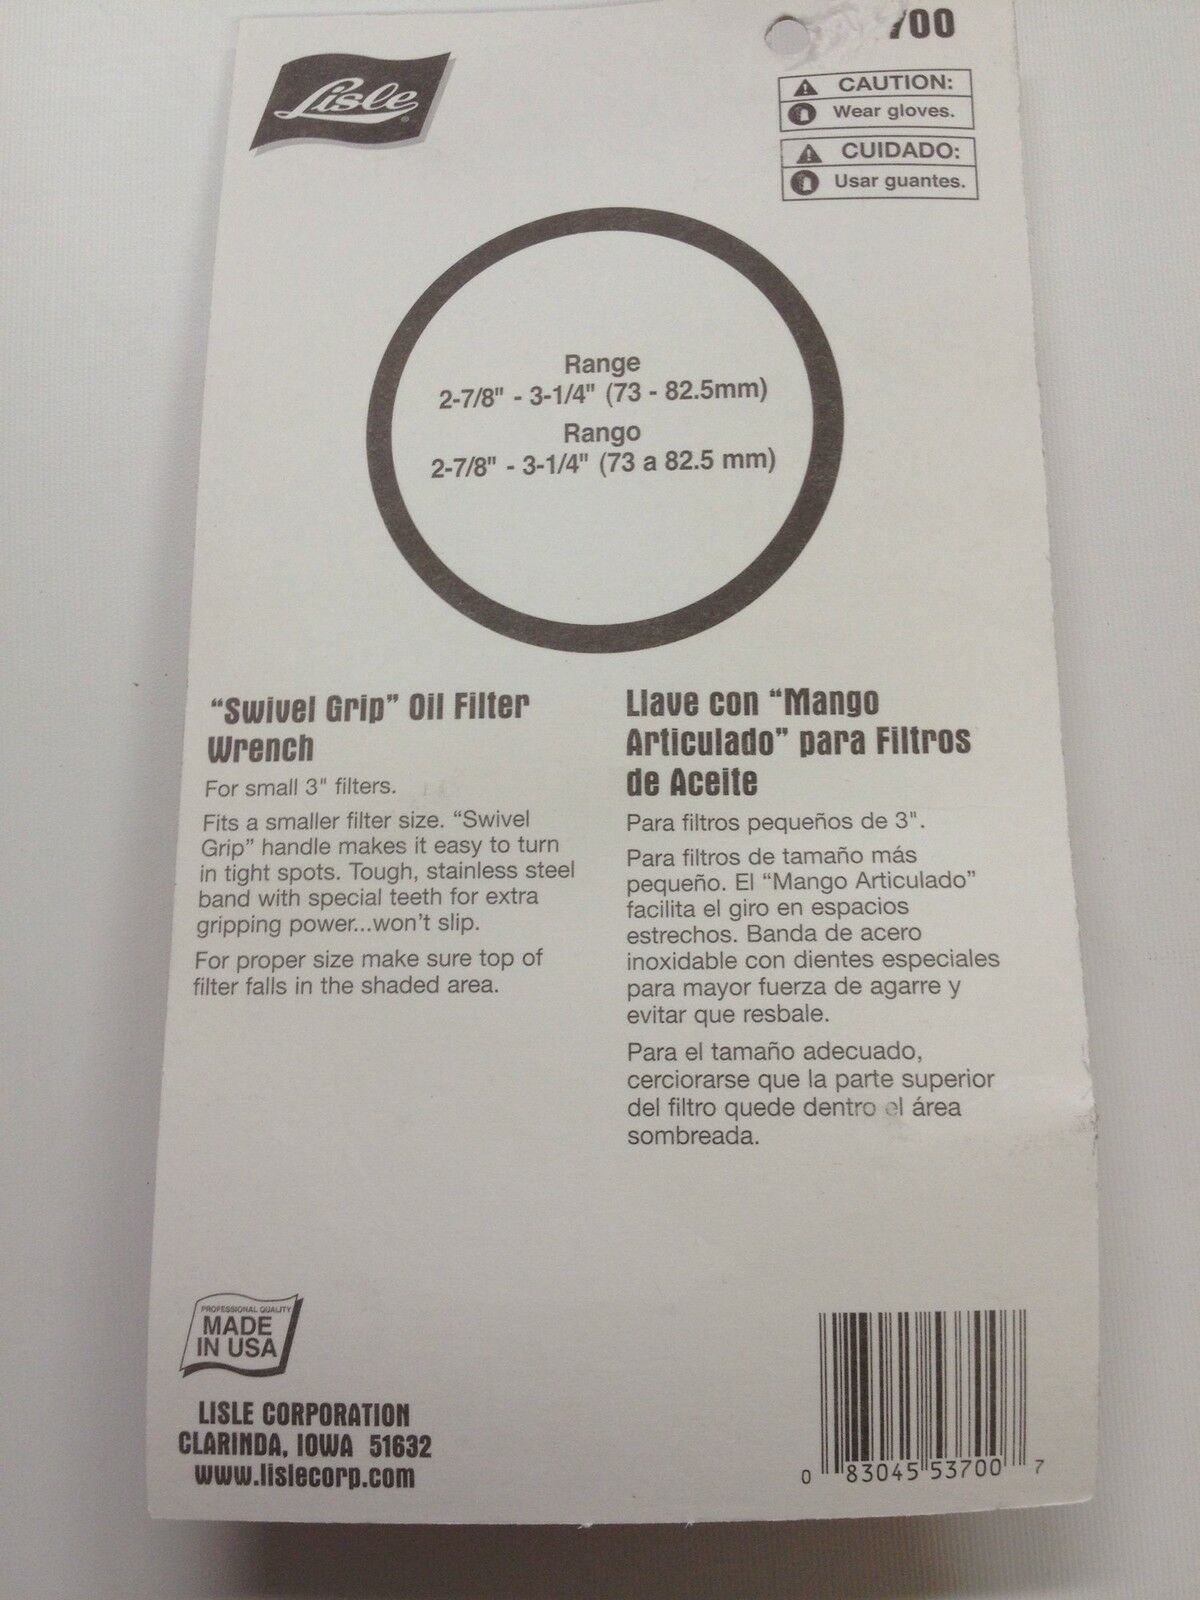 Lisle®
700
CAUTION:
Wear gloves.
CUIDADO:
Usar guantes.
Range
2-7/8" - 3-1/4" (73 - 82.5mm)
Rango
2-7/8" - 3-1/4" (73 a 82.5 mm)
“Swivel Grip” Oil Filter
Wrench
For small 3" filters.
Fits a smaller filter size. “Swivel
Grip” handle makes it easy to turn
in tight spots. Tough, stainless steel
band with special teeth for extra
gripping power...won’t slip.
For proper size make sure top of
filter falls in the shaded area.
Llave con “Mango
Articulado” para Filtros
de Aceite
Para filtros pequeños de 3".
Para filtros de tamaño más
pequeño. El “Mango Articulado”
facilita el giro en espacios
estrechos. Banda de acero
inoxidable con dientes especiales
para mayor fuerza de agarre y
evitar que resbale.
Para el tamaño adecuado,
cerciorarse que la parte superior
del filtro quede dentro el área
sombreada.
PROFESSIONAL QUALITY
MADE
IN USA
LISLE CORPORATION
CLARINDA, IOWA 51632
www.lislecorp.com
0 83045 53700 7